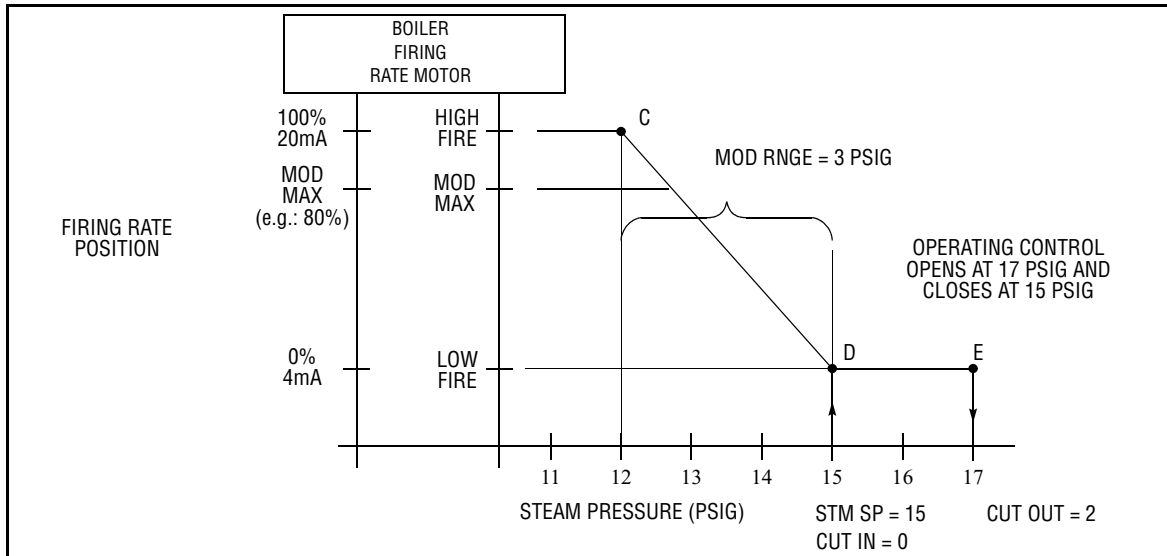 BOILER
FIRING
RATE MOTOR
100%
20mA
HIGH
FIRE
C
MOD RNGE = 3 PSIG
MOD
MAX
(e.g.: 80%)
MOD
MAX
FIRING RATE
POSITION
OPERATING CONTROL
OPENS AT 17 PSIG AND
CLOSES AT 15 PSIG
0%
4mA
LOW
FIRE
D
E
11 12 13 14 15 16 17
STEAM PRESSURE (PSIG)
STM SP = 15
CUT IN = 0
CUT OUT = 2